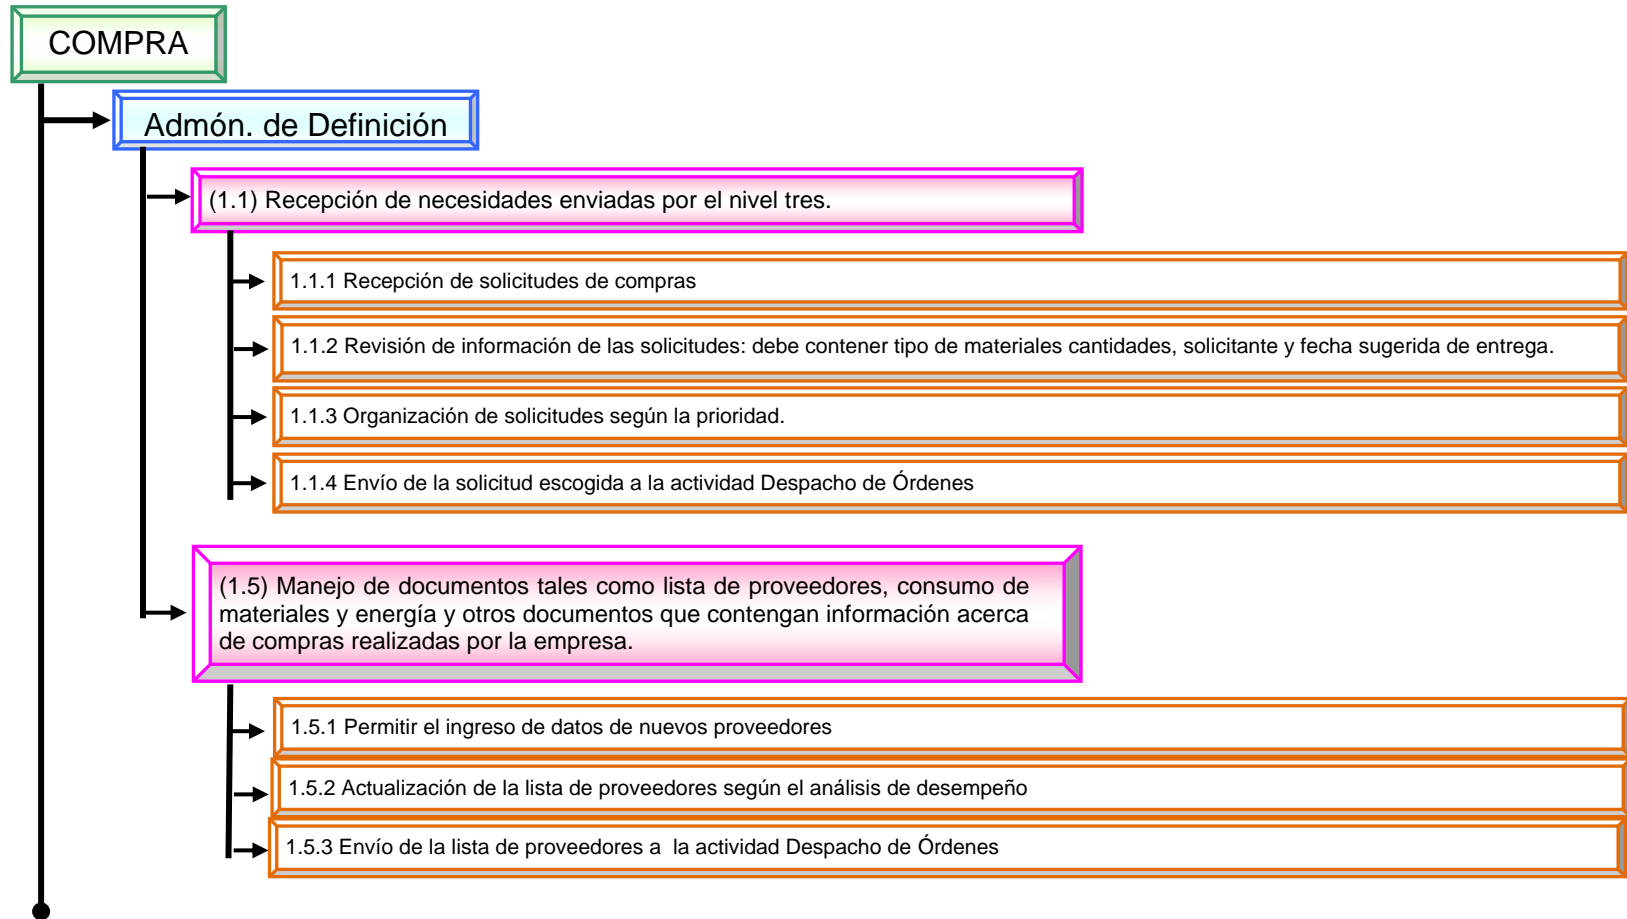 COMPRA
Admón. de Definición
(1.1) Recepción de necesidades enviadas por el nivel tres.
1.1.1 Recepción de solicitudes de compras
1.1.2 Revisión de información de las solicitudes: debe contener tipo de materiales cantidades, solicitante y fecha sugerida de entrega.
1.1.3 Organización de solicitudes según la prioridad.
1.1.4 Envío de la solicitud escogida a la actividad Despacho de Órdenes
(1.5) Manejo de documentos tales como lista de proveedores, consumo de
materiales y energía y otros documentos que contengan información acerca
de compras realizadas por la empresa.
1.5.1 Permitir el ingreso de datos de nuevos proveedores
1.5.2 Actualización de la lista de proveedores según el análisis de desempeño
1.5.3 Envío de la lista de proveedores a  la actividad Despacho de Órdenes